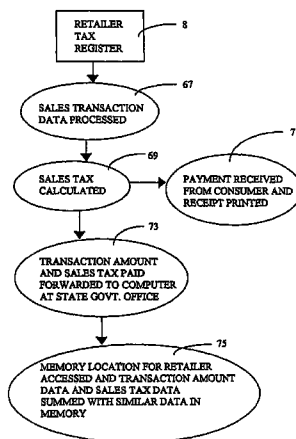 RETAILER
TAX
REGISTER
8
SALES TRANSACTION
DATA PROCESSED
67
SALES TAX
CALCULATED
69
PAYMENT RECEIVED
FROM CONSUMER AND
RECEIPT PRINTED
7
TRANSACTION AMOUNT
AND SALES TAX PAID
FORWARDED TO COMPUTER
AT STATE GOVT. OFFICE
73
MEMORY LOCATION FOR RETAILER
ACCESSED AND TRANSACTION AMOUNT
DATA AND SALES TAX DATA
SUMMED WITH SIMILAR DATA IN
MEMORY
75